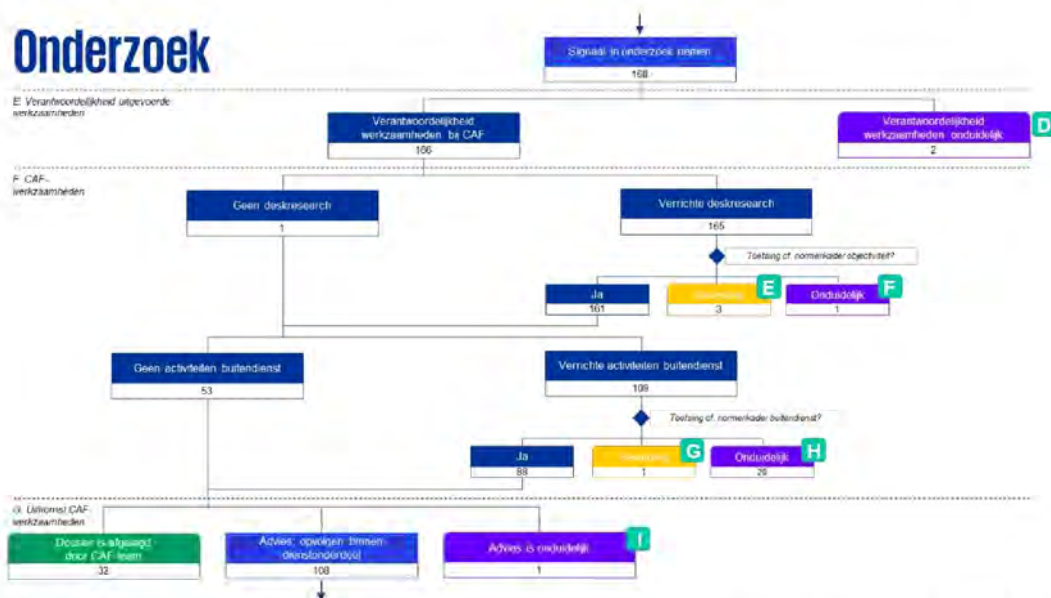 Onderzoek
Signaal in onderzoek nemen
168
E. Verantwoordelijkheid uitgevoerde
werkzaamheden
Verantwoordelijkheid
werkzaamheden bij CAF
166
Verantwoordelijkheid
werkzaamheden onduidelijk
2
D
F. CAF-
werkzaamheden
Geen deskresearch
1
Verrichte deskresearch
165
Toetsing cf. normenkader objectiviteit?
Ja
161
E
3
Onduidelijk
1
F
Geen activiteiten buitendienst
53
Verrichte activiteiten buitendienst
109
Toetsing cf. normenkader buitendienst?
Ja
88
G
1
Onduidelijk
20
H
G. Uitkomst CAF-
werkzaamheden
Dossier is afgelegd
door CAF-team
32
Advies: opvolgen binnen
dienstonderdeel
108
Advies is onduidelijk
1
I